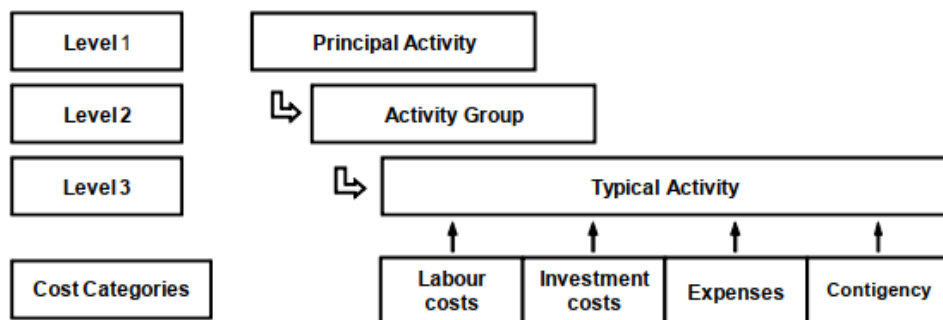 Level 1
Principal Activity
Level 2
Activity Group
Level 3
Typical Activity
Cost Categories
Labour
costs
Investment
costs
Expenses
Contigency